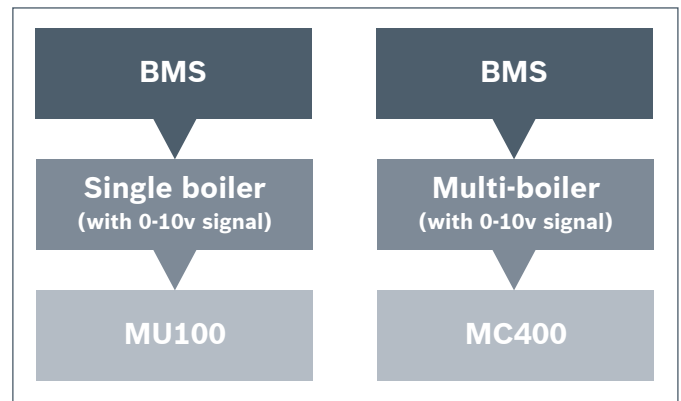 BMS
Single boiler
(with 0-10v signal)
MU100
BMS
Multi-boiler
(with 0-10v signal)
MC400